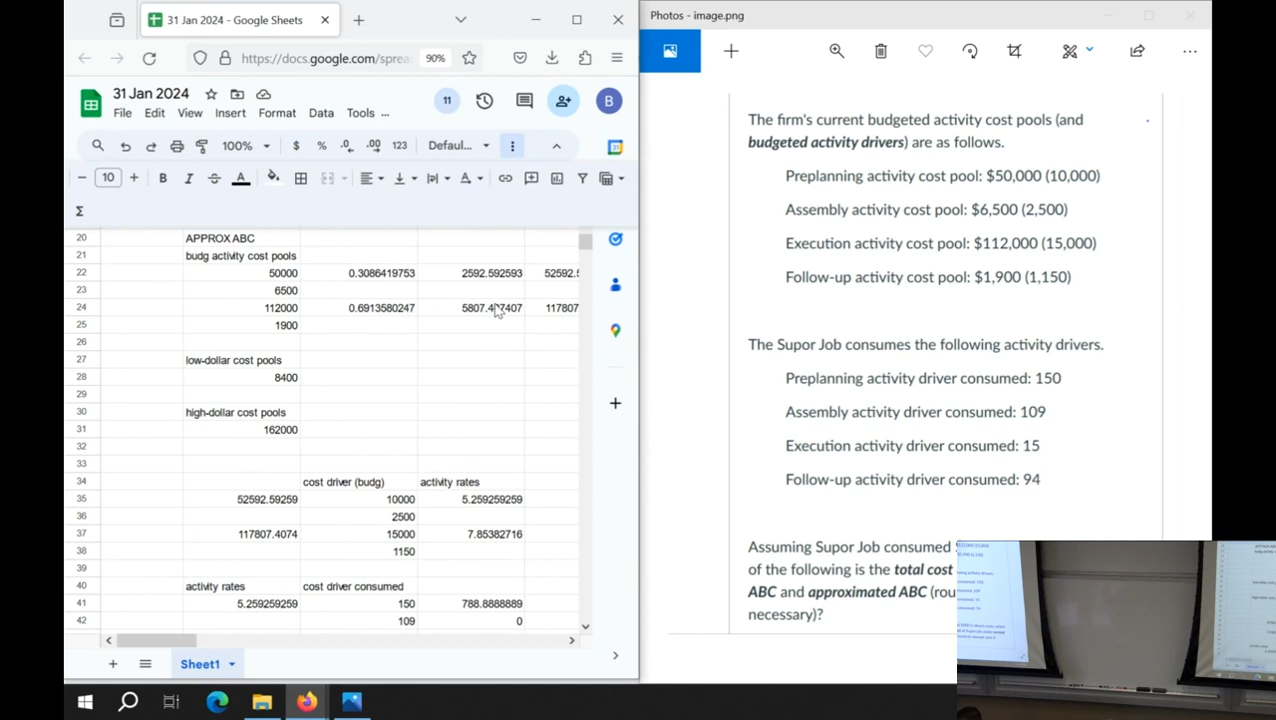 31 Jan 2024 - Google Sheets
https://docs.google.com/sprea
90%
31 Jan 2024
11
B
File Edit View Insert Format Data Tools ...
100% $ % .0 .00 123 Defaul...
10 B I A
Σ
20 APPROX ABC
21 budg activity cost pools
22 50000 0.3086419753 2592.592593 52592.5
23 6500
24 112000 0.6913580247 5807.407407 117807
25 1900
26
27 low-dollar cost pools
28 8400
29
30 high-dollar cost pools
31 162000
32
33
34 cost driver (budg) activity rates
35 52592.59259 10000 5.259259259
36 2500
37 117807.4074 15000 7.85382716
38 1150
39
40 activity rates cost driver consumed
41 5.259259259 150 788.8888889
42 109
Sheet1
Photos - image.png
The firm's current budgeted activity cost pools (and
budgeted activity drivers) are as follows.
Preplanning activity cost pool: $50,000 (10,000)
Assembly activity cost pool: $6,500 (2,500)
Execution activity cost pool: $112,000 (15,000)
Follow-up activity cost pool: $1,900 (1,150)
The Supor Job consumes the following activity drivers.
Preplanning activity driver consumed: 150
Assembly activity driver consumed: 109
Execution activity driver consumed: 15
Follow-up activity driver consumed: 94
Assuming Supor Job consumed
of the following is the total cost
ABC and approximated ABC (rou
necessary)?